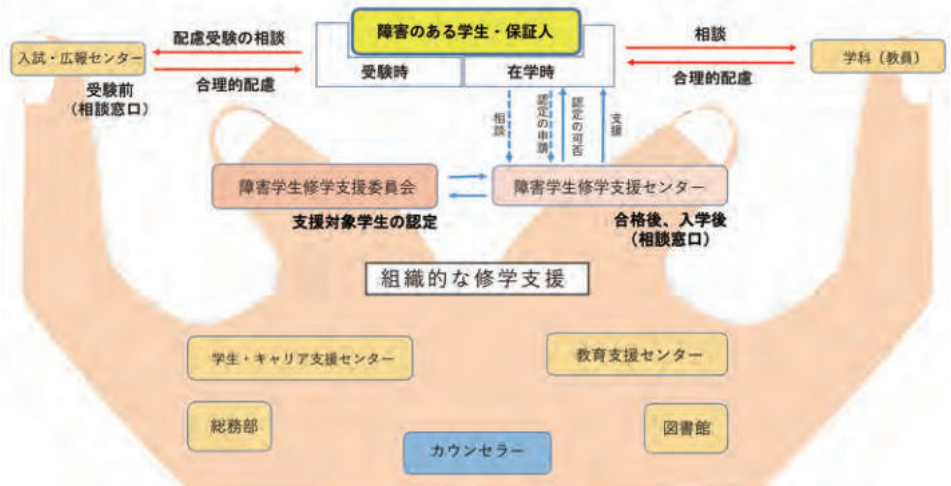 障害のある学生・保証人
配慮受験の相談
相談
入試・広報センター
受験時
在学時
学科（教員）
合理的配慮
合理的配慮
受験前
（相談窓口）
相談
認定の申請
認定の可否
支援
障害学生修学支援委員会
障害学生修学支援センター
支援対象学生の認定
合格後、入学後
（相談窓口）
組織的な修学支援
学生・キャリア支援センター
教育支援センター
総務部
図書館
カウンセラー